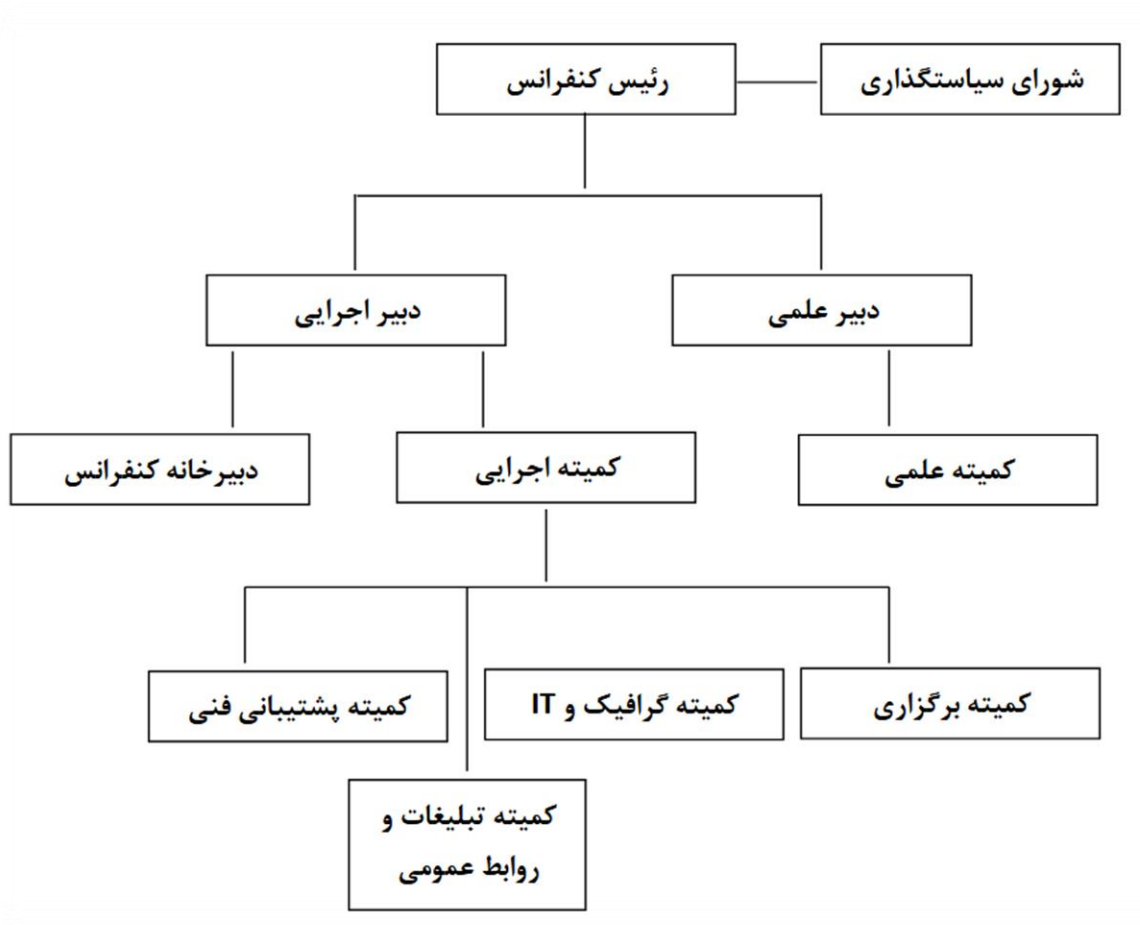 شورای سیاستگذاری
رئیس کنفرانس
دبیر علمی
دبیر اجرایی
کمیته علمی
کمیته اجرایی
دبیرخانه کنفرانس
کمیته برگزاری
کمیته گرافیک و IT
کمیته پشتیبانی فنی
کمیته تبلیغات و
روابط عمومی